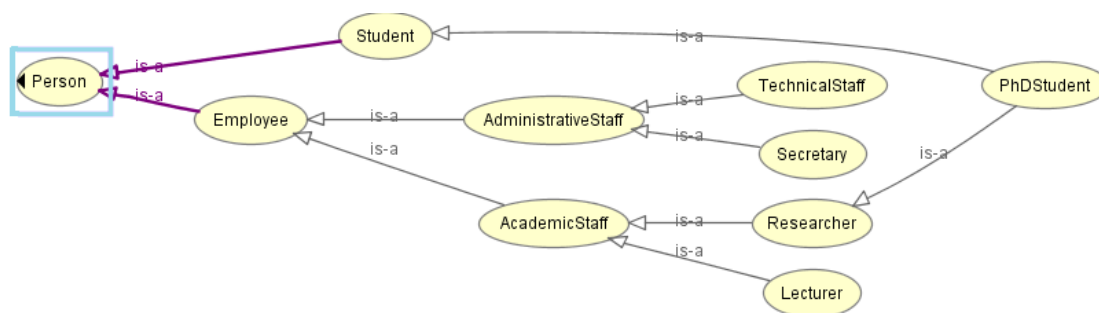 Student
is-a
is-a
Person
is-a
TechnicalStaff
PhDStudent
is-a
Employee
is-a
AdministrativeStaff
is-a
is-a
Secretary
is-a
AcademicStaff
is-a
Researcher
is-a
Lecturer